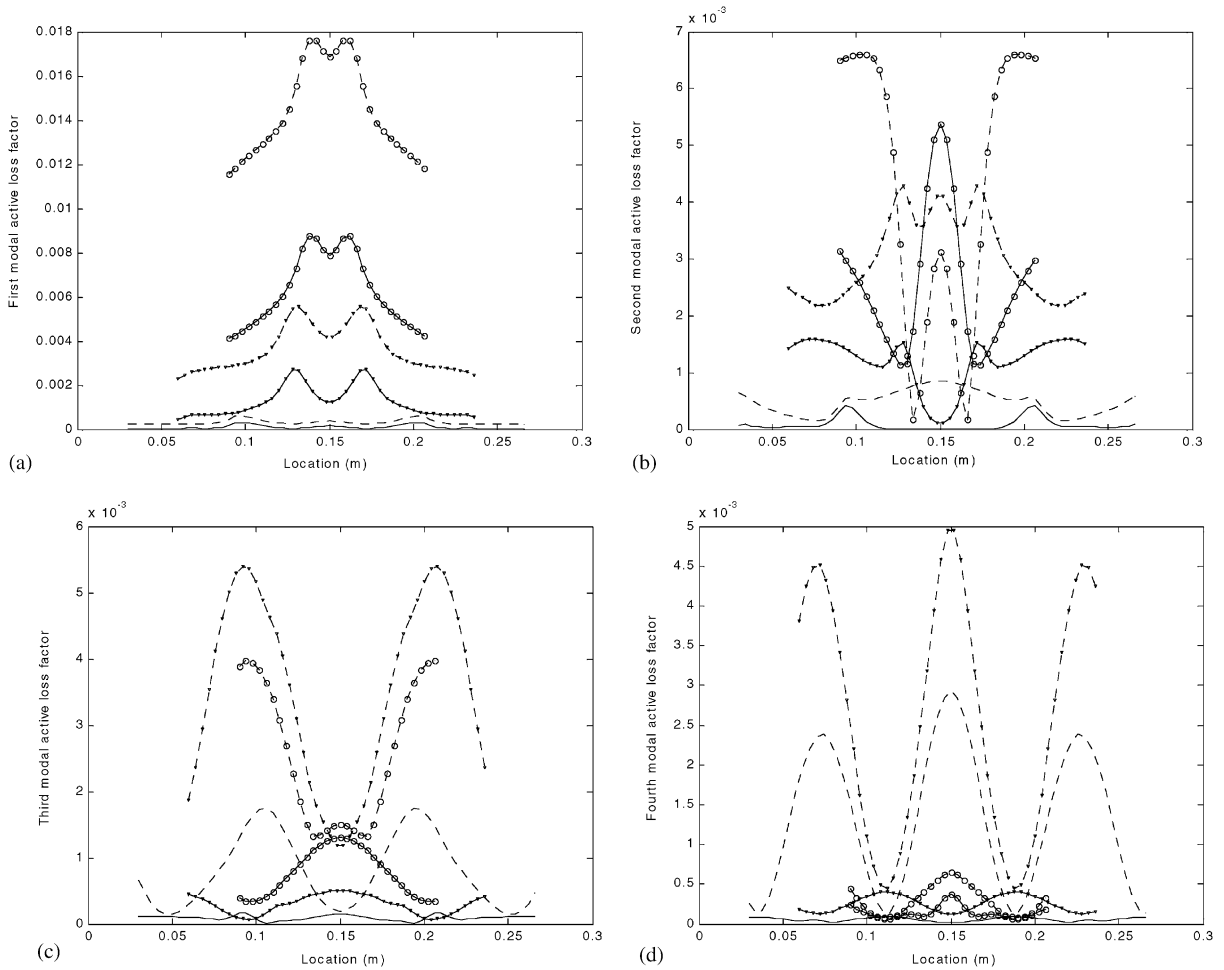 0.018
0.016
0.014
0.012
0.01
0.008
0.006
0.004
0.002
0
First modal active loss factor
0 0.05 0.1 0.15 0.2 0.25 0.3
Location (m)
(a)
x 10-3
7
6
5
4
3
2
1
0
Second modal active loss factor
0 0.05 0.1 0.15 0.2 0.25 0.3
Location (m)
(b)
x 10-3
6
5
4
3
2
1
0
Third modal active loss factor
0 0.05 0.1 0.15 0.2 0.25 0.3
Location (m)
(c)
x 10-3
5
4.5
4
3.5
3
2.5
2
1.5
1
0.5
0
Fourth modal active loss factor
0 0.05 0.1 0.15 0.2 0.25 0.3
Location (m)
(d)